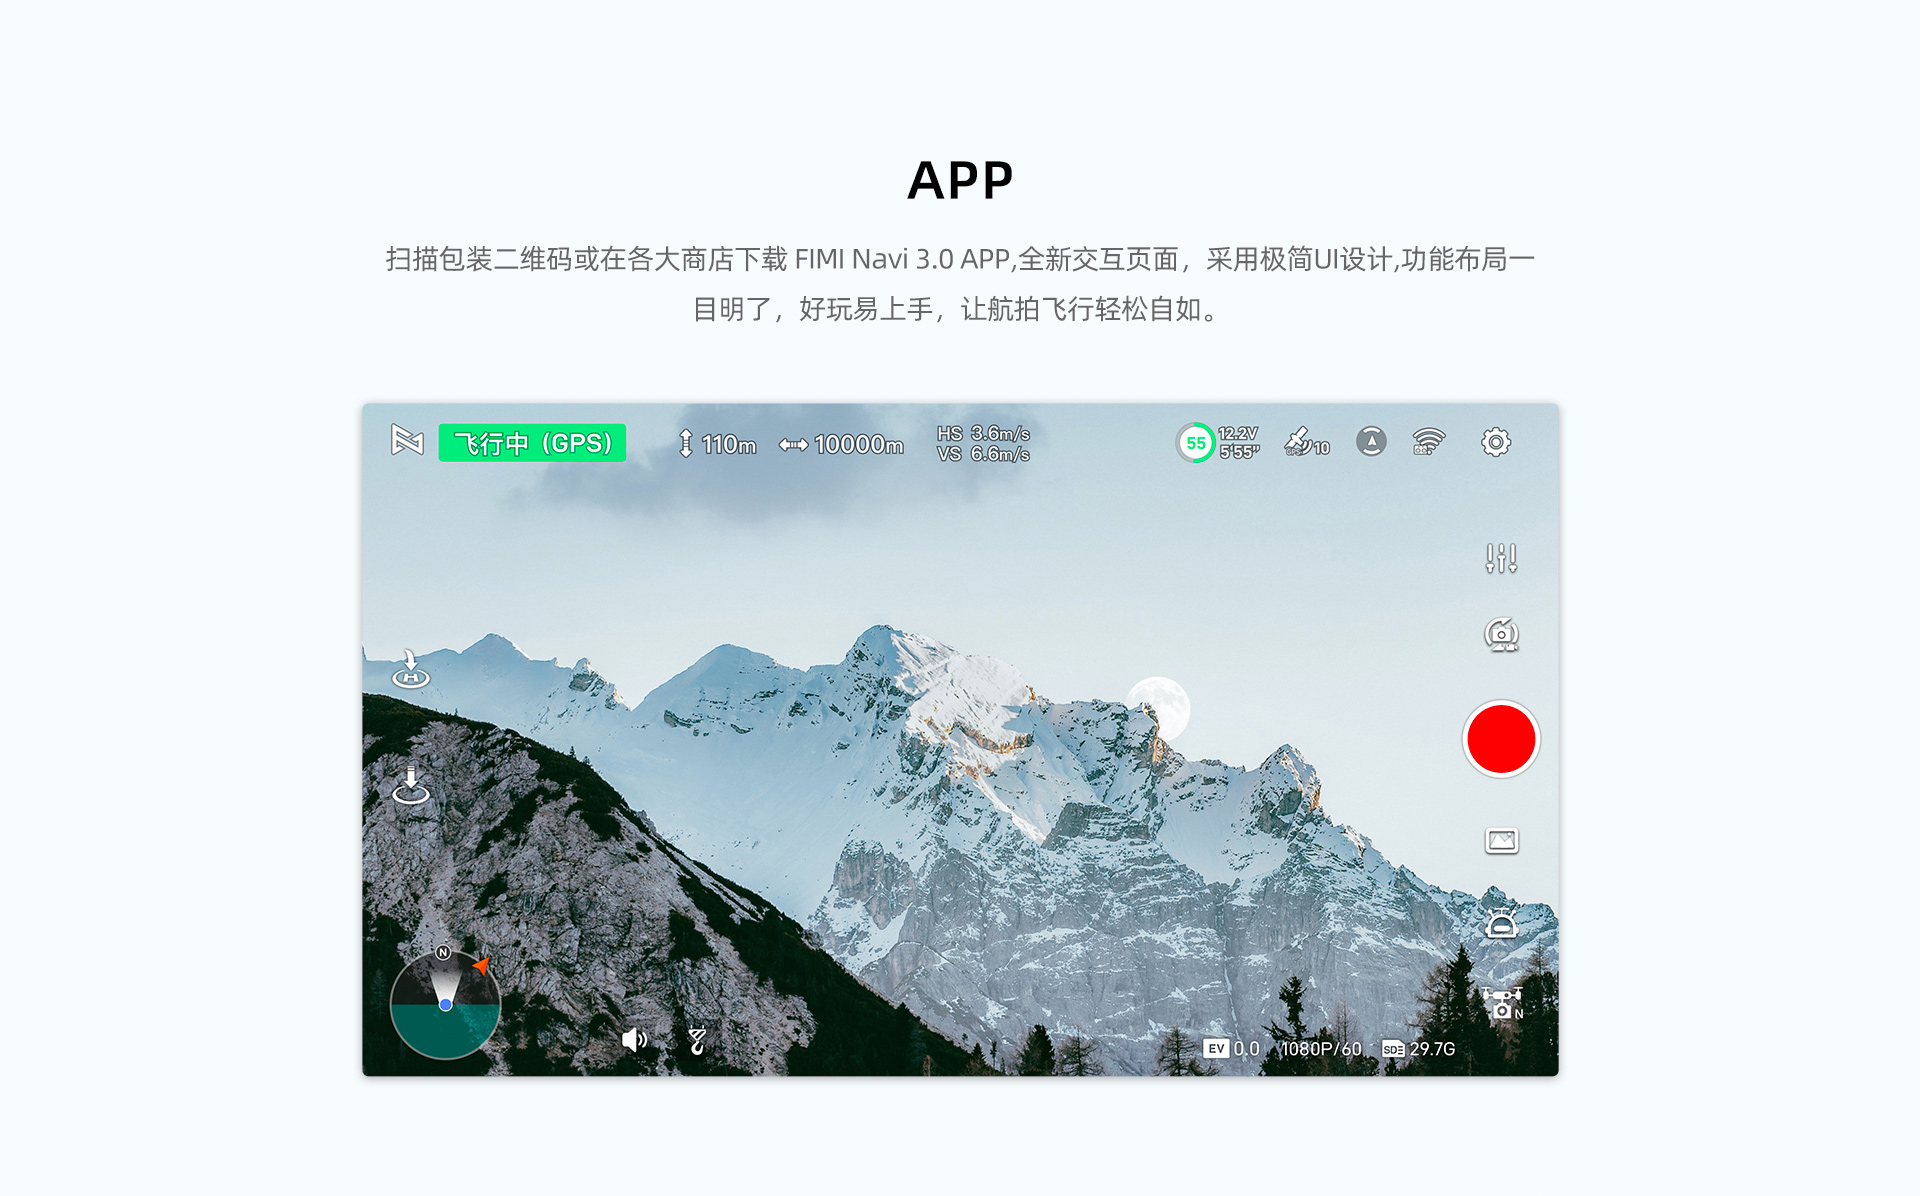 APP
扫描包装二维码或在各大商店下载 FIMI Navi 3.0 APP,全新交互页面，采用极简UI设计,功能布局一
目明了，好玩易上手，让航拍飞行轻松自如。
飞行中（GPS） 110m 10000m HS 3.6m/s 55 12.2V GPS 10
VS 6.6m/s 5'55"
H
N
N
EV 0.0 1080P/60 SD 29.7G